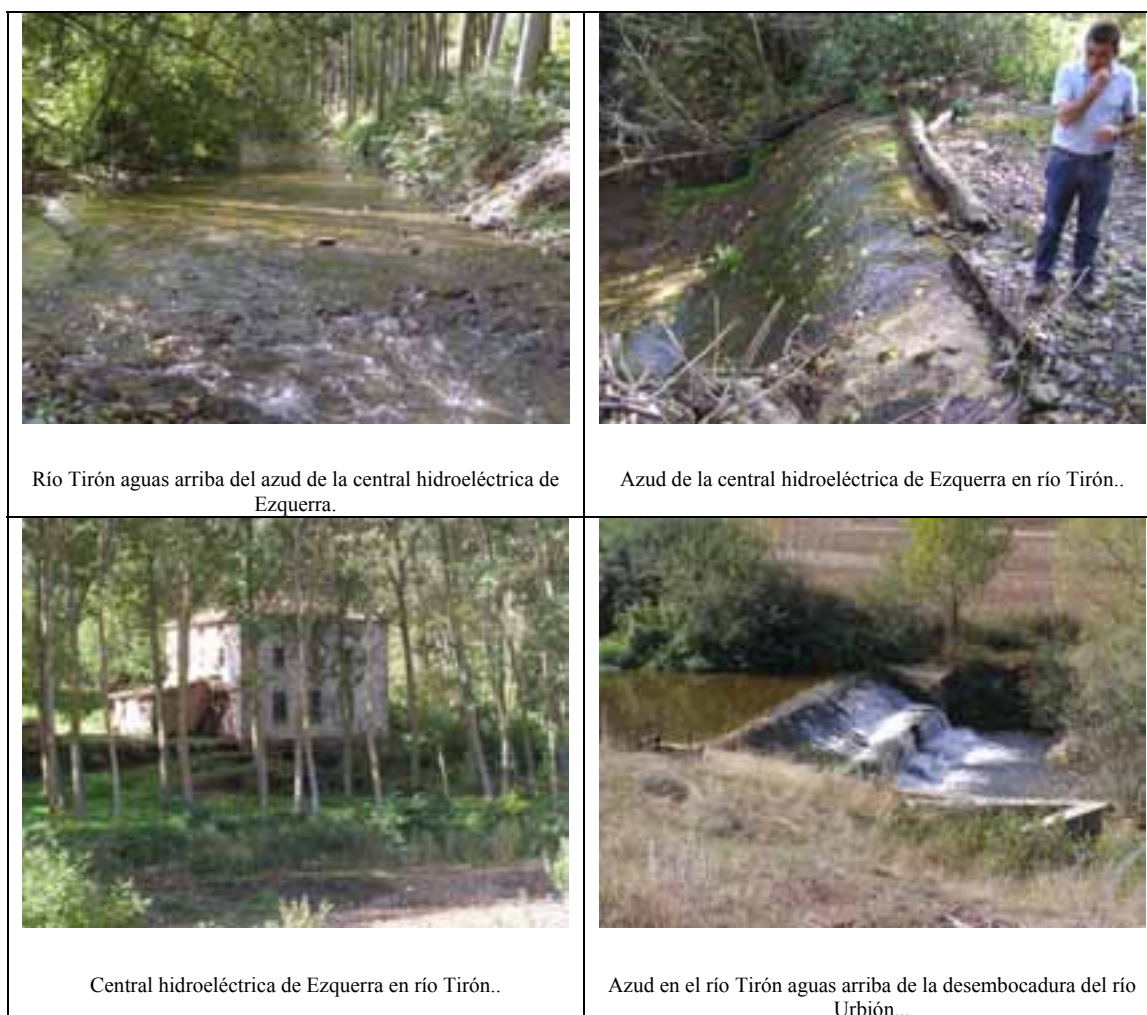 Río Tirón aguas arriba del azud de la central hidroeléctrica de
Ezquerra.
Azud de la central hidroeléctrica de Ezquerra en río Tirón..
Central hidroeléctrica de Ezquerra en río Tirón..
Azud en el río Tirón aguas arriba de la desembocadura del río
Urbión...